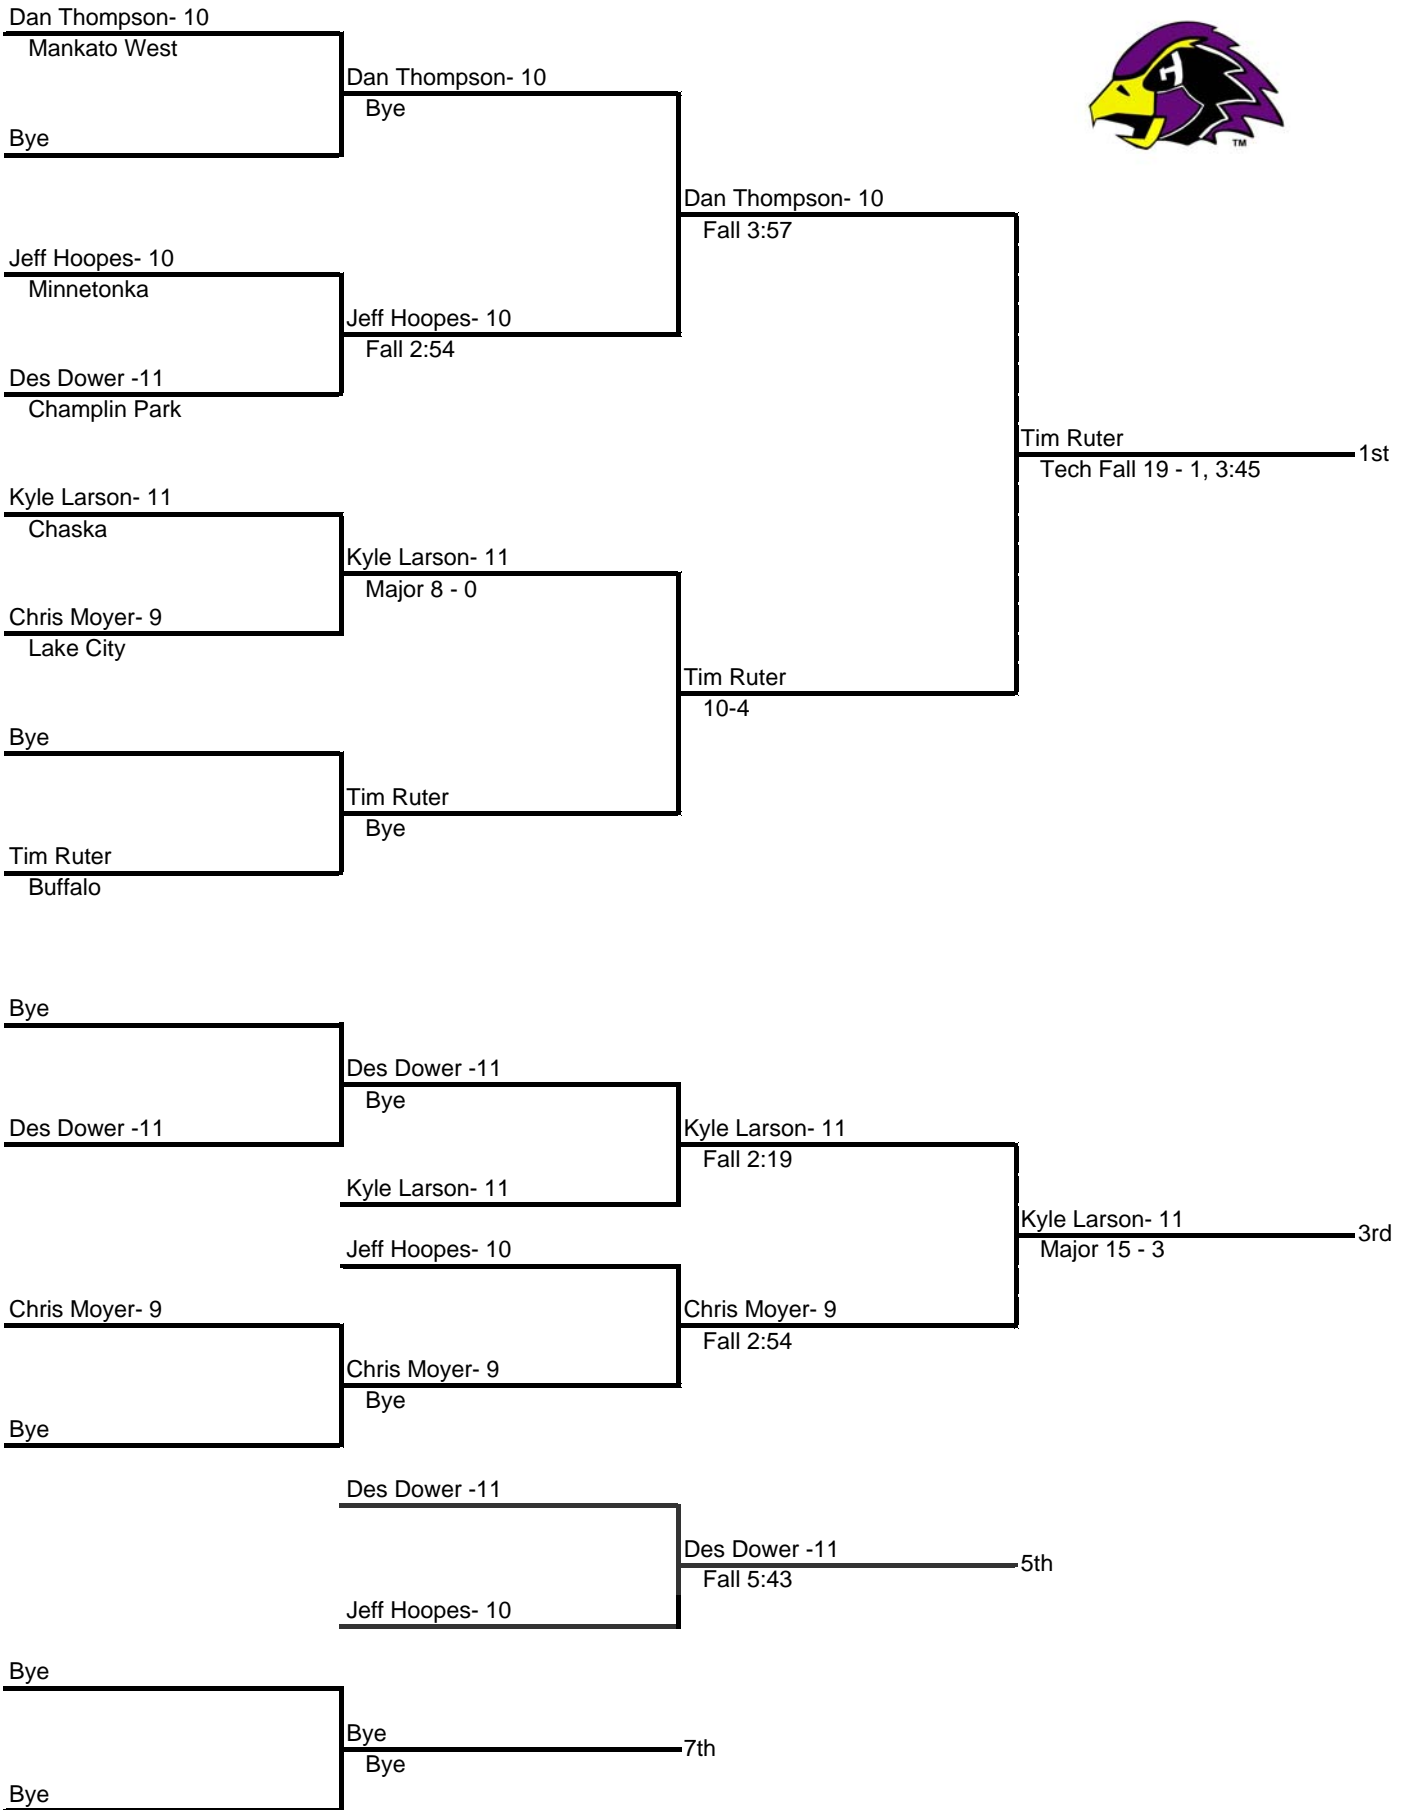 Dan Thompson- 10
Mankato West
Dan Thompson- 10
Bye
Bye
Dan Thompson- 10
Fall 3:57
Jeff Hoopes- 10
Minnetonka
Jeff Hoopes- 10
Fall 2:54
Des Dower -11
Champlin Park
Tim Ruter
1st
Tech Fall 19 - 1, 3:45
Kyle Larson- 11
Chaska
Kyle Larson- 11
Major 8 - 0
Chris Moyer- 9
Lake City
Tim Ruter
10-4
Bye
Tim Ruter
Bye
Tim Ruter
Buffalo
Bye
Des Dower -11
Bye
Des Dower -11
Kyle Larson- 11
Fall 2:19
Kyle Larson- 11
Kyle Larson- 11
3rd
Major 15 - 3
Jeff Hoopes- 10
Chris Moyer- 9
Chris Moyer- 9
Fall 2:54
Chris Moyer- 9
Bye
Bye
Des Dower -11
Des Dower -11
5th
Fall 5:43
Jeff Hoopes- 10
Bye
Bye
7th
Bye
Bye
TM